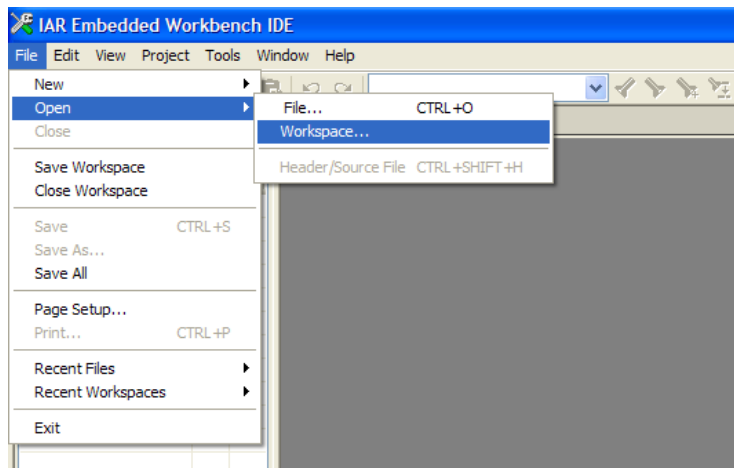 IAR Embedded Workbench IDE
File Edit View Project Tools Window Help
New
Open
File... CTRL+O
Close
Workspace...
Save Workspace
Header/Source File CTRL+SHIFT+H
Close Workspace
Save CTRL+S
Save As...
Save All
Page Setup...
Print... CTRL+P
Recent Files
Recent Workspaces
Exit